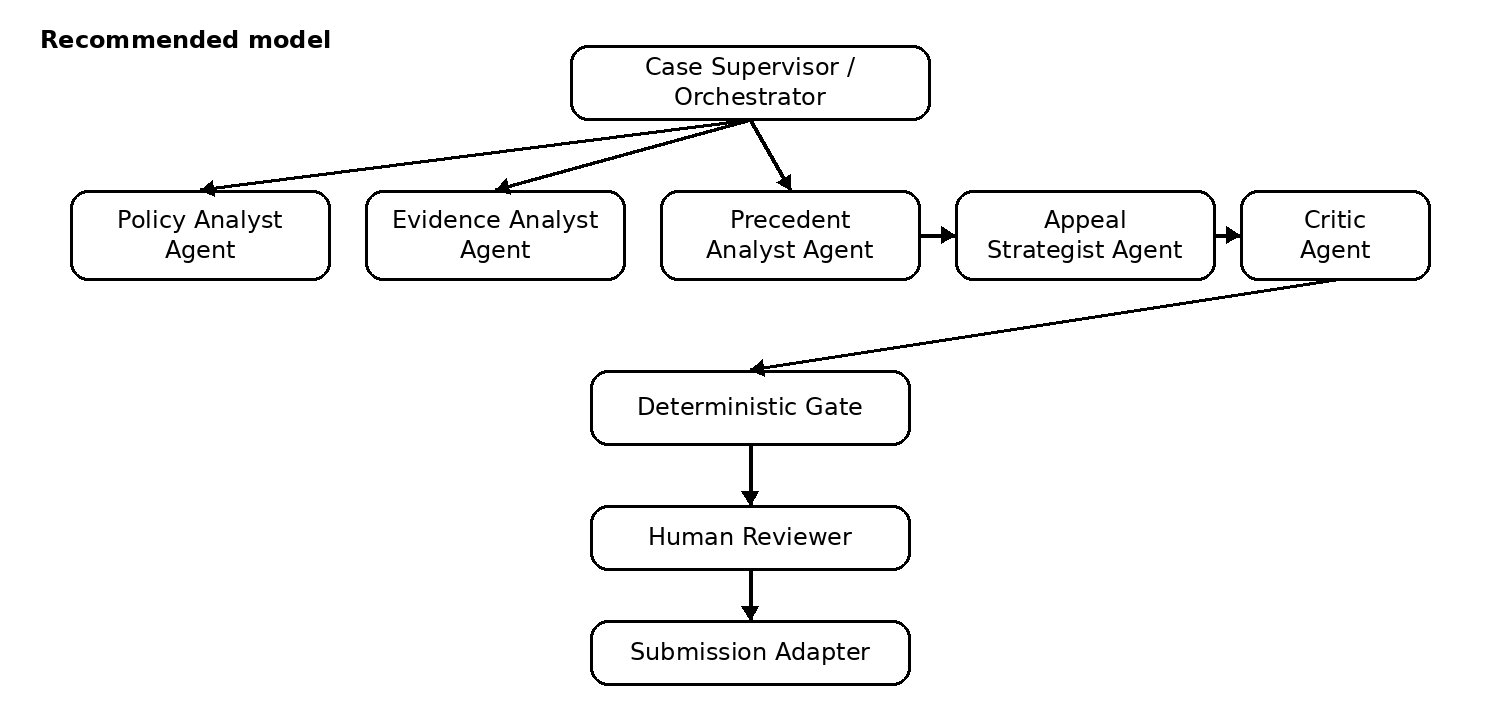 Recommended model
Case Supervisor /
Orchestrator
Policy Analyst
Agent
Evidence Analyst
Agent
Precedent
Analyst Agent
Appeal
Strategist Agent
Critic
Agent
Deterministic Gate
Human Reviewer
Submission Adapter